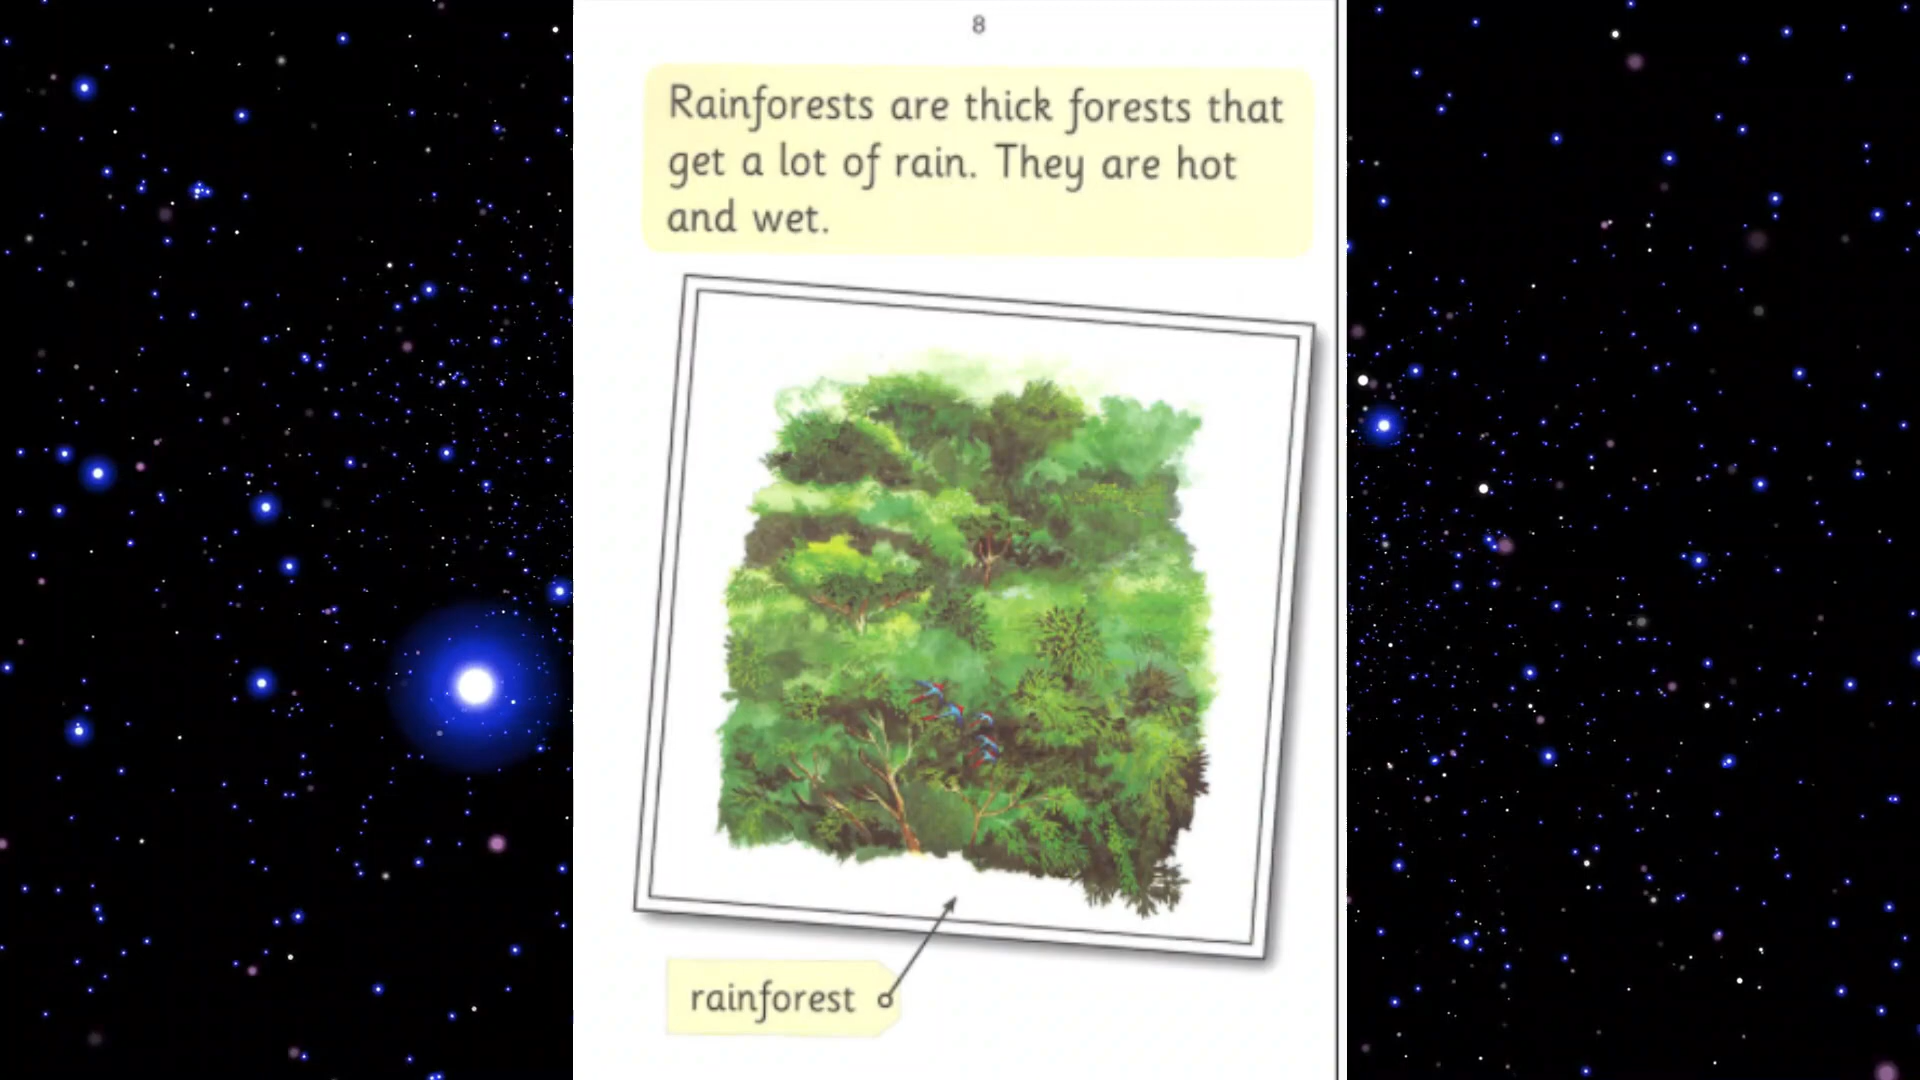 8
Rainforests are thick forests that
get a lot of rain. They are hot
and wet.
rainforest